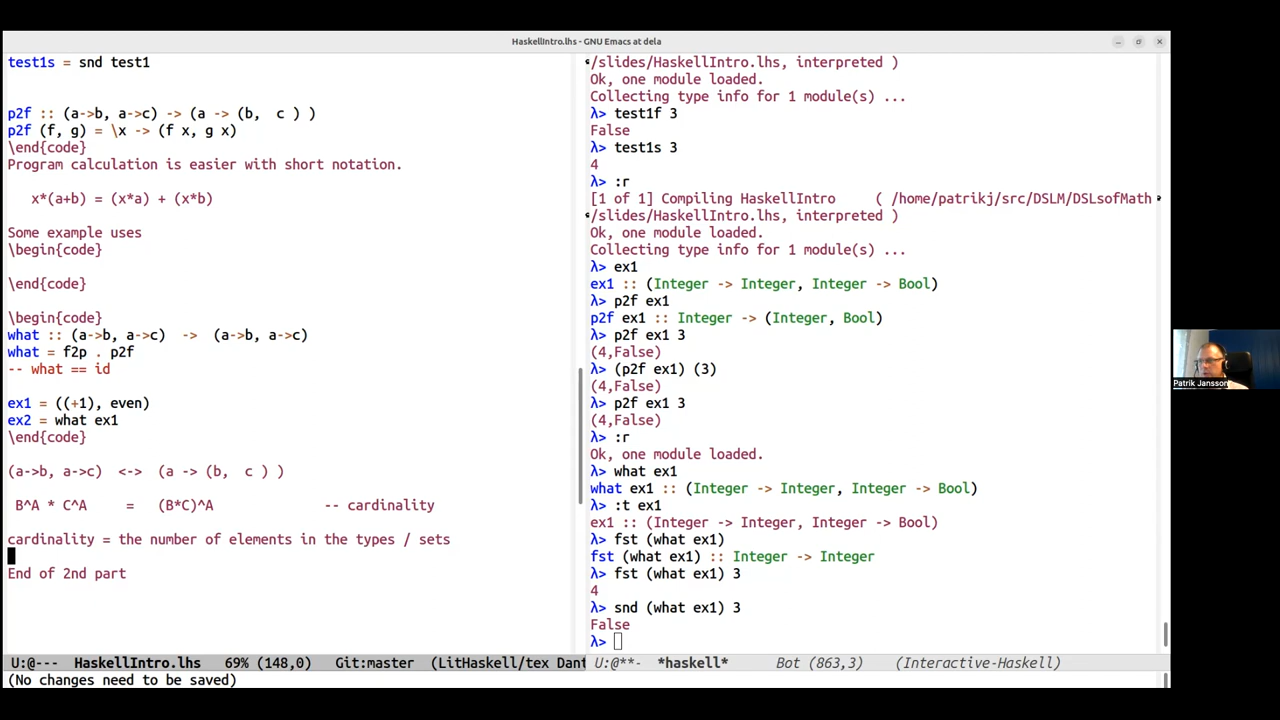 HaskellIntro.lhs - GNU Emacs at dela
test1s = snd test1
p2f :: (a->b, a->c) -> (a -> (b,  c ) )
p2f (f, g) = \x -> (f x, g x)
\end{code}
Program calculation is easier with short notation.
x*(a+b) = (x*a) + (x*b)
Some example uses
\begin{code}
\end{code}
\begin{code}
what :: (a->b, a->c)  ->  (a->b, a->c)
what = f2p . p2f
-- what == id
ex1 = ((+1), even)
ex2 = what ex1
\end{code}
(a->b, a->c)  <->  (a -> (b,  c ) )
B^A * C^A      =    (B*C)^A              -- cardinality
cardinality = the number of elements in the types / sets
End of 2nd part
U:@---  HaskellIntro.lhs   69% (148,0)   Git:master  (LitHaskell/tex Dant
(No changes need to be saved)
/slides/HaskellIntro.lhs, interpreted )
Ok, one module loaded.
Collecting type info for 1 module(s) ...
λ> test1f 3
False
λ> test1s 3
4
λ> :r
[1 of 1] Compiling HaskellIntro     ( /home/patrikj/src/DSLM/DSLsofMath
/slides/HaskellIntro.lhs, interpreted )
Ok, one module loaded.
Collecting type info for 1 module(s) ...
λ> ex1
ex1 :: (Integer -> Integer, Integer -> Bool)
λ> p2f ex1
p2f ex1 :: Integer -> (Integer, Bool)
λ> p2f ex1 3
(4,False)
λ> (p2f ex1) (3)
(4,False)
λ> p2f ex1 3
(4,False)
λ> :r
Ok, one module loaded.
λ> what ex1
what ex1 :: (Integer -> Integer, Integer -> Bool)
λ> :t ex1
ex1 :: (Integer -> Integer, Integer -> Bool)
λ> fst (what ex1)
fst (what ex1) :: Integer -> Integer
λ> fst (what ex1) 3
4
λ> snd (what ex1) 3
False
λ>
U:@**-  *haskell*      Bot (863,3)    (Interactive-Haskell)
Patrik Jansson